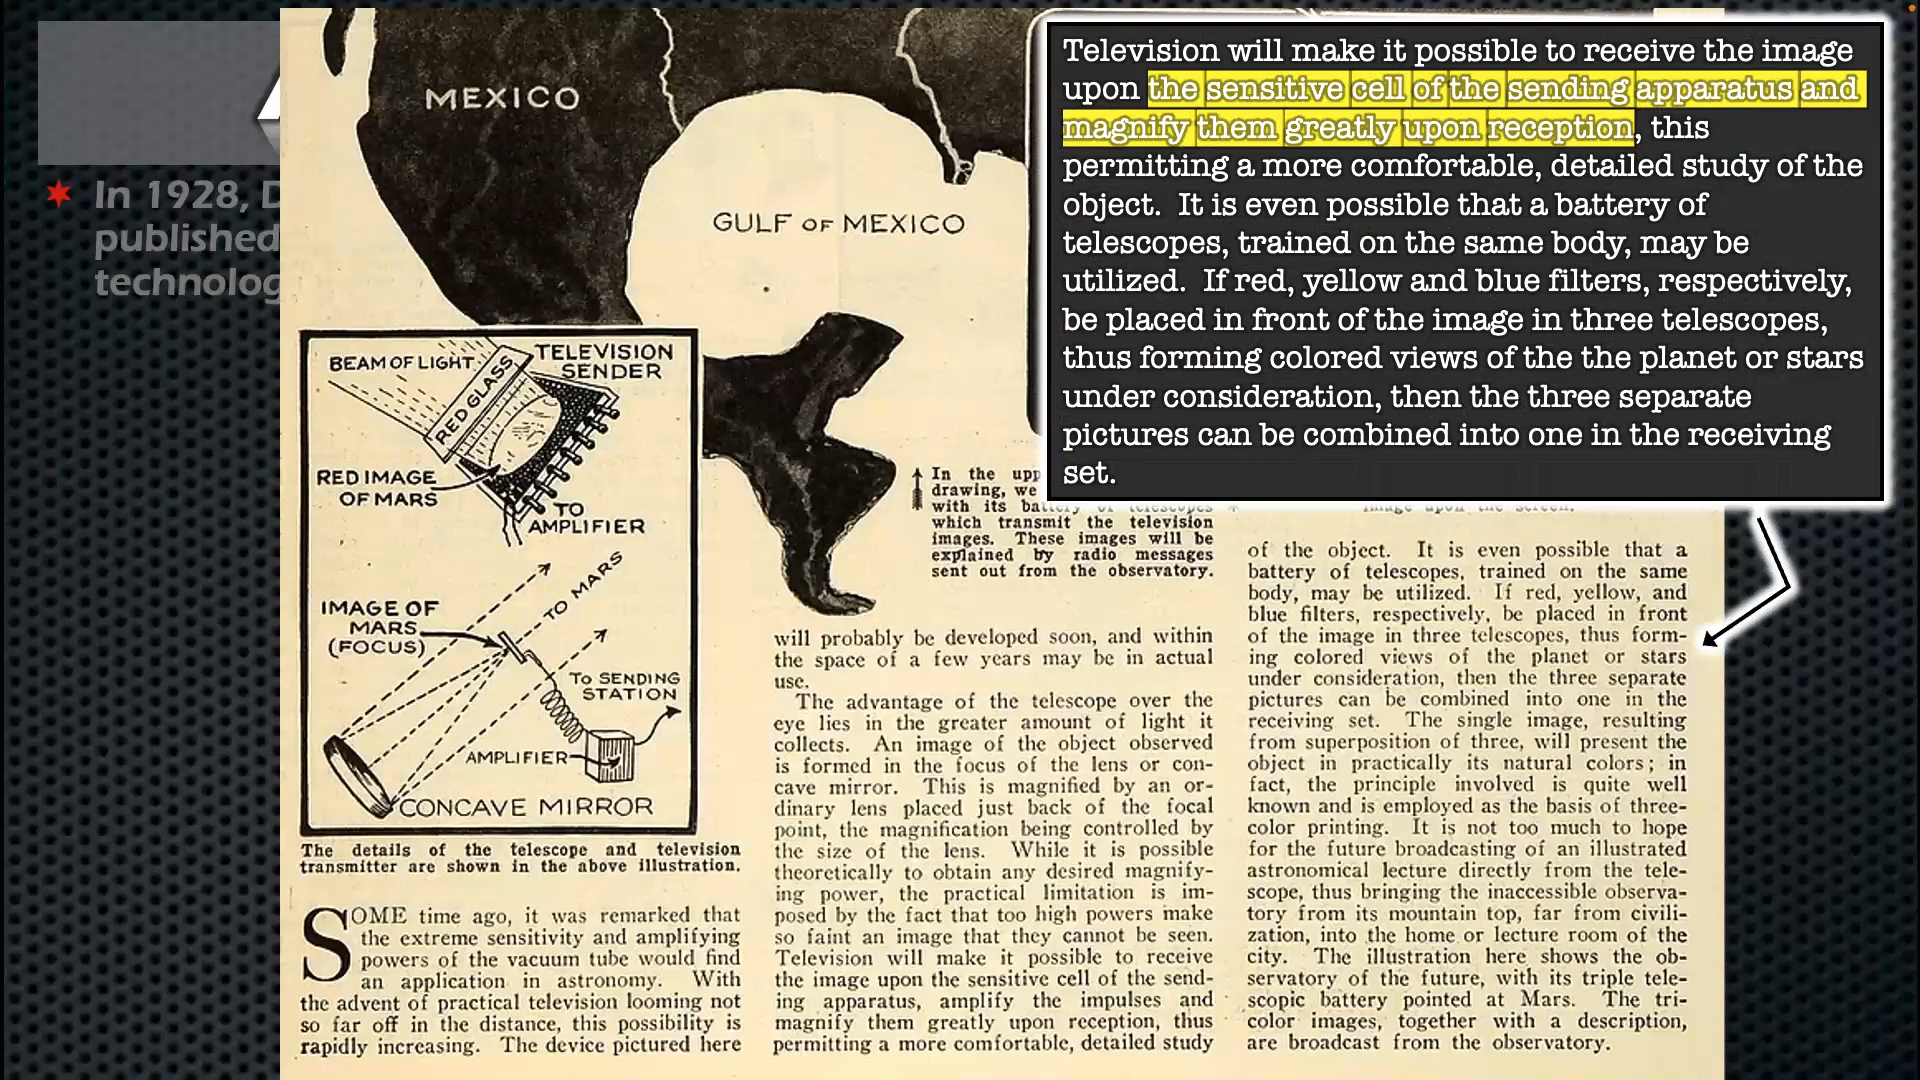 In 1928, D
published
technolog
MEXICO
GULF OF MEXICO
Television will make it possible to receive the image
upon the sensitive cell of the sending apparatus and
magnify them greatly upon reception, this
permitting a more comfortable, detailed study of the
object. It is even possible that a battery of
telescopes, trained on the same body, may be
utilized. If red, yellow and blue filters, respectively,
be placed in front of the image in three telescopes,
thus forming colored views of the the planet or stars
under consideration, then the three separate
pictures can be combined into one in the receiving
set.
BEAM OF LIGHT
RED GLASS
TELEVISION
SENDER
RED IMAGE
OF MARS
TO
AMPLIFIER
TO MARS
IMAGE OF
MARS
(FOCUS)
TO SENDING
STATION
AMPLIFIER
CONCAVE MIRROR
The details of the telescope and television
transmitter are shown in the above illustration.
SOME time ago, it was remarked that
the extreme sensitivity and amplifying
powers of the vacuum tube would find
an application in astronomy. With
the advent of practical television looming not
so far off in the distance, this possibility is
rapidly increasing. The device pictured here
In the upp
drawing, we
with its battery of telescopes
which transmit the television
images. These images will be
explained by radio messages
sent out from the observatory.
will probably be developed soon, and within
the space of a few years may be in actual
use.
The advantage of the telescope over the
eye lies in the greater amount of light it
collects. An image of the object observed
is formed in the focus of the lens or con-
cave mirror. This is magnified by an or-
dinary lens placed just back of the focal
point, the magnification being controlled by
the size of the lens. While it is possible
theoretically to obtain any desired magnify-
ing power, the practical limitation is im-
posed by the fact that too high powers make
so faint an image that they cannot be seen.
Television will make it possible to receive
the image upon the sensitive cell of the send-
ing apparatus, amplify the impulses and
magnify them greatly upon reception, thus
permitting a more comfortable, detailed study
image upon the screen.
of the object. It is even possible that a
battery of telescopes, trained on the same
body, may be utilized. If red, yellow, and
blue filters, respectively, be placed in front
of the image in three telescopes, thus form-
ing colored views of the planet or stars
under consideration, then the three separate
pictures can be combined into one in the
receiving set. The single image, resulting
from superposition of three, will present the
object in practically its natural colors; in
fact, the principle involved is quite well
known and is employed as the basis of three-
color printing. It is not too much to hope
for the future broadcasting of an illustrated
astronomical lecture directly from the tele-
scope, thus bringing the inaccessible observa-
tory from its mountain top, far from civili-
zation, into the home or lecture room of the
city. The illustration here shows the ob-
servatory of the future, with its triple tele-
scopic battery pointed at Mars. The tri-
color images, together with a description,
are broadcast from the observatory.